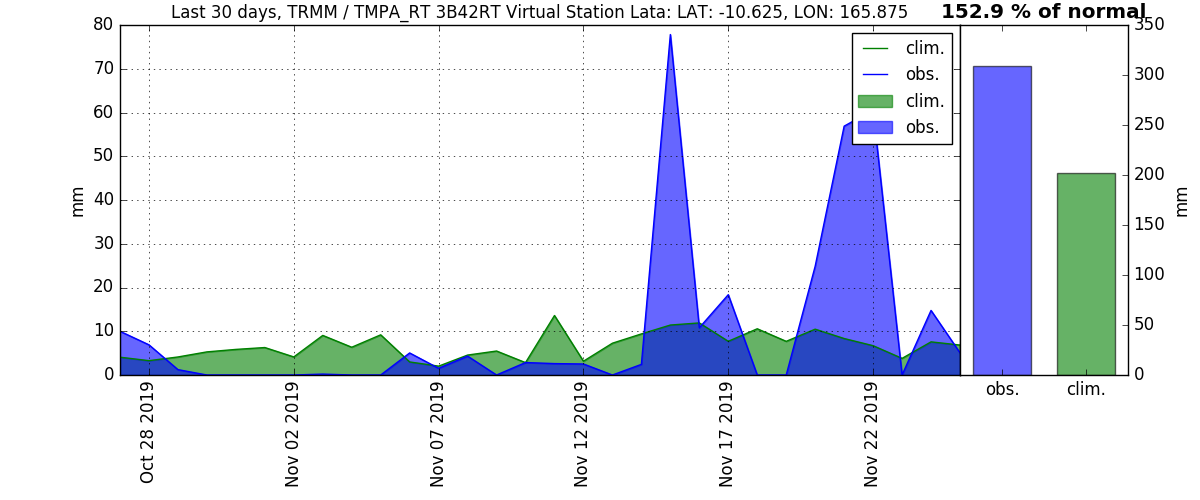 Last 30 days, TRMM / TMPA_RT 3B42RT Virtual Station Lata: LAT: -10.625, LON: 165.875
152.9 % of normal
80
70
60
50
40
30
20
10
0
mm
clim.
obs.
clim.
obs.
Oct 28 2019
Nov 02 2019
Nov 07 2019
Nov 12 2019
Nov 17 2019
Nov 22 2019
350
300
250
200
150
100
50
0
mm
obs.
clim.